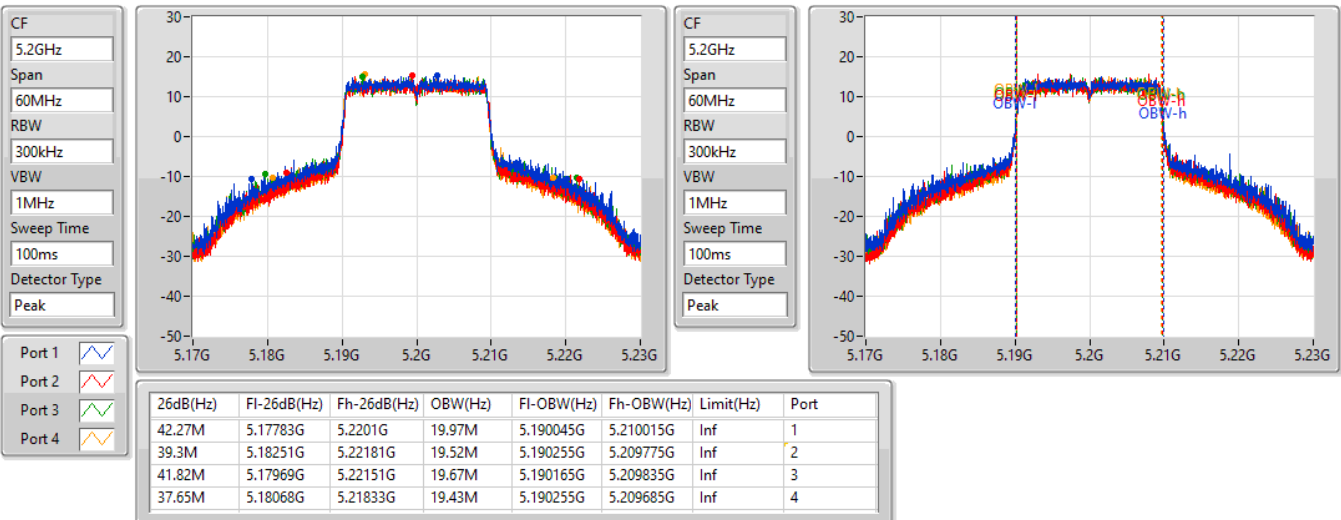 CF
5.2GHz
Span
60MHz
RBW
300kHz
VBW
1MHz
Sweep Time
100ms
Detector Type
Peak
30
20
10
0
-10
-20
-30
-40
-50
5.17G 5.18G 5.19G 5.2G 5.21G 5.22G 5.23G
CF
5.2GHz
Span
60MHz
RBW
300kHz
VBW
1MHz
Sweep Time
100ms
Detector Type
Peak
30
20
10
0
-10
-20
-30
-40
-50
OBW-l
OBW-h
OBW-h
5.17G 5.18G 5.19G 5.2G 5.21G 5.22G 5.23G
Port 1
Port 2
Port 3
Port 4
26dB(Hz) Fl-26dB(Hz) Fh-26dB(Hz) OBW(Hz) Fl-OBW(Hz) Fh-OBW(Hz) Limit(Hz) Port
42.27M 5.17783G 5.2201G 19.97M 5.190045G 5.210015G Inf 1
39.3M 5.18251G 5.22181G 19.52M 5.190255G 5.209775G Inf 2
41.82M 5.17969G 5.22151G 19.67M 5.190165G 5.209835G Inf 3
37.65M 5.18068G 5.21833G 19.43M 5.190255G 5.209685G Inf 4